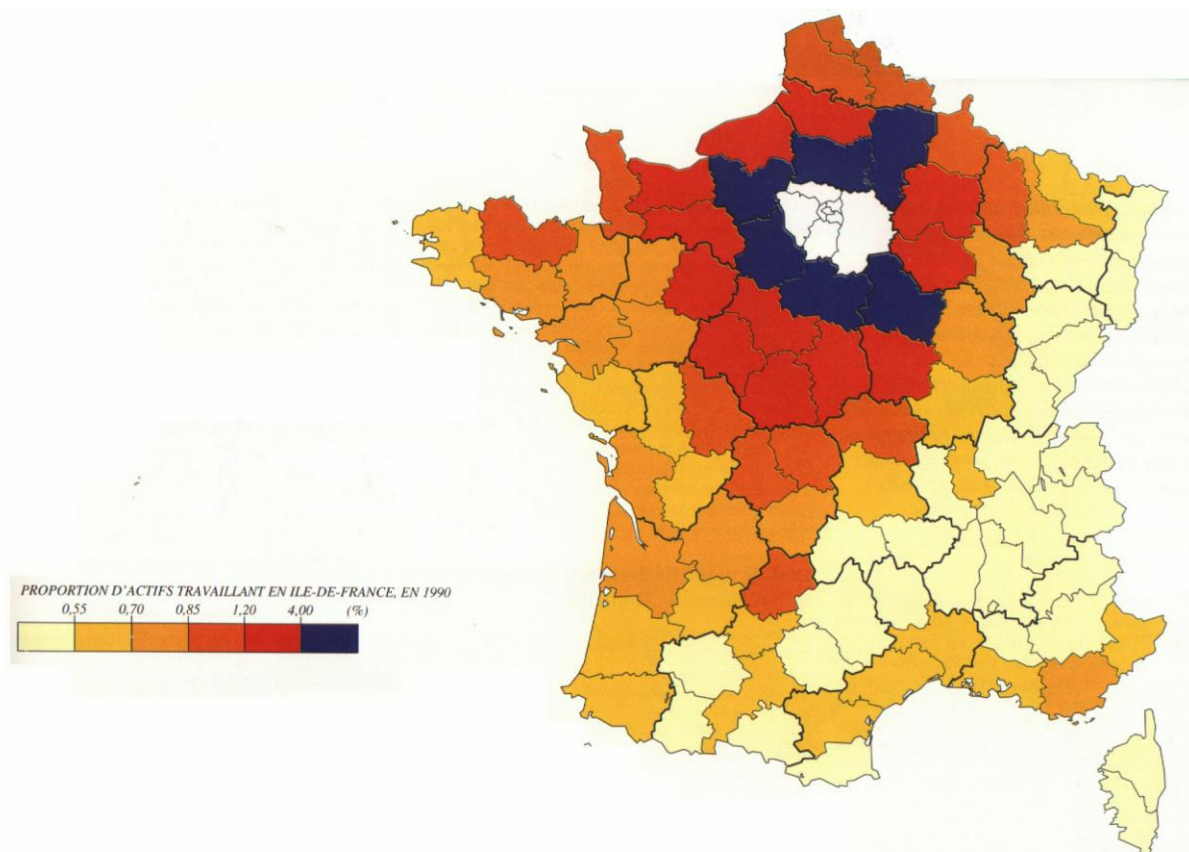 PROPORTION D'ACTIFS TRAVAILLANT EN ILE-DE-FRANCE, EN 1990
0,55 0,70 0,85 1,20 4,00 (%)